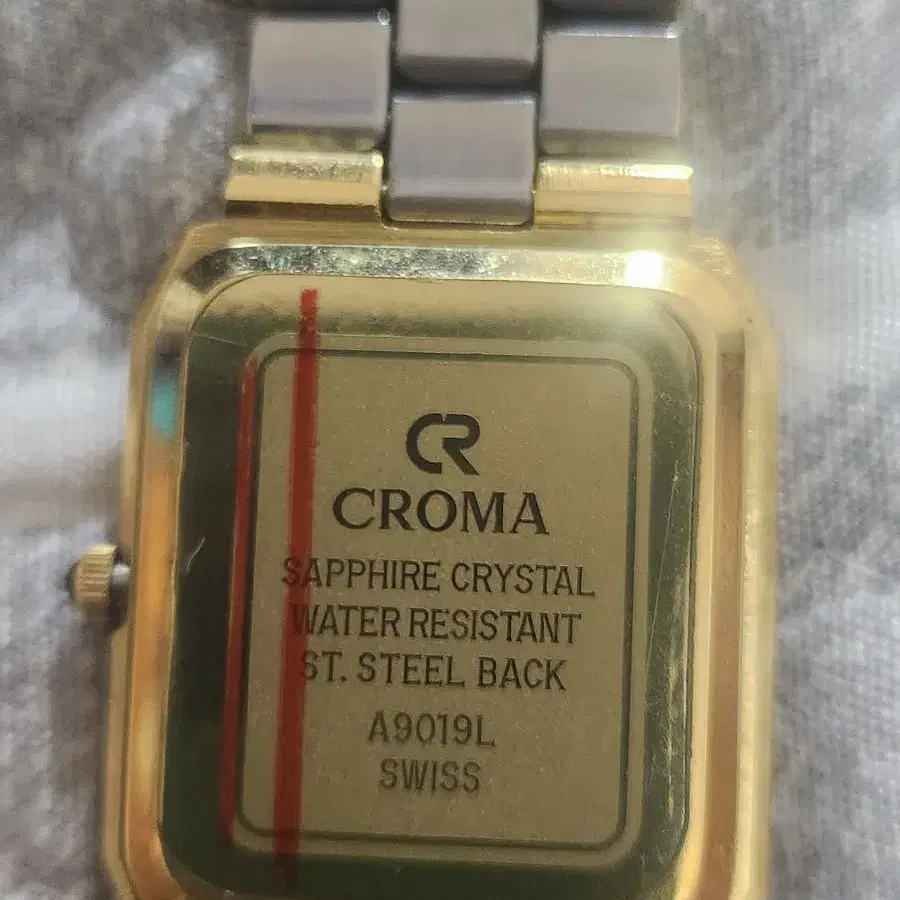 CR
CROMA
SAPPHIRE CRYSTAL
WATER RESISTANT
ST. STEEL BACK
A9019L
SWISS